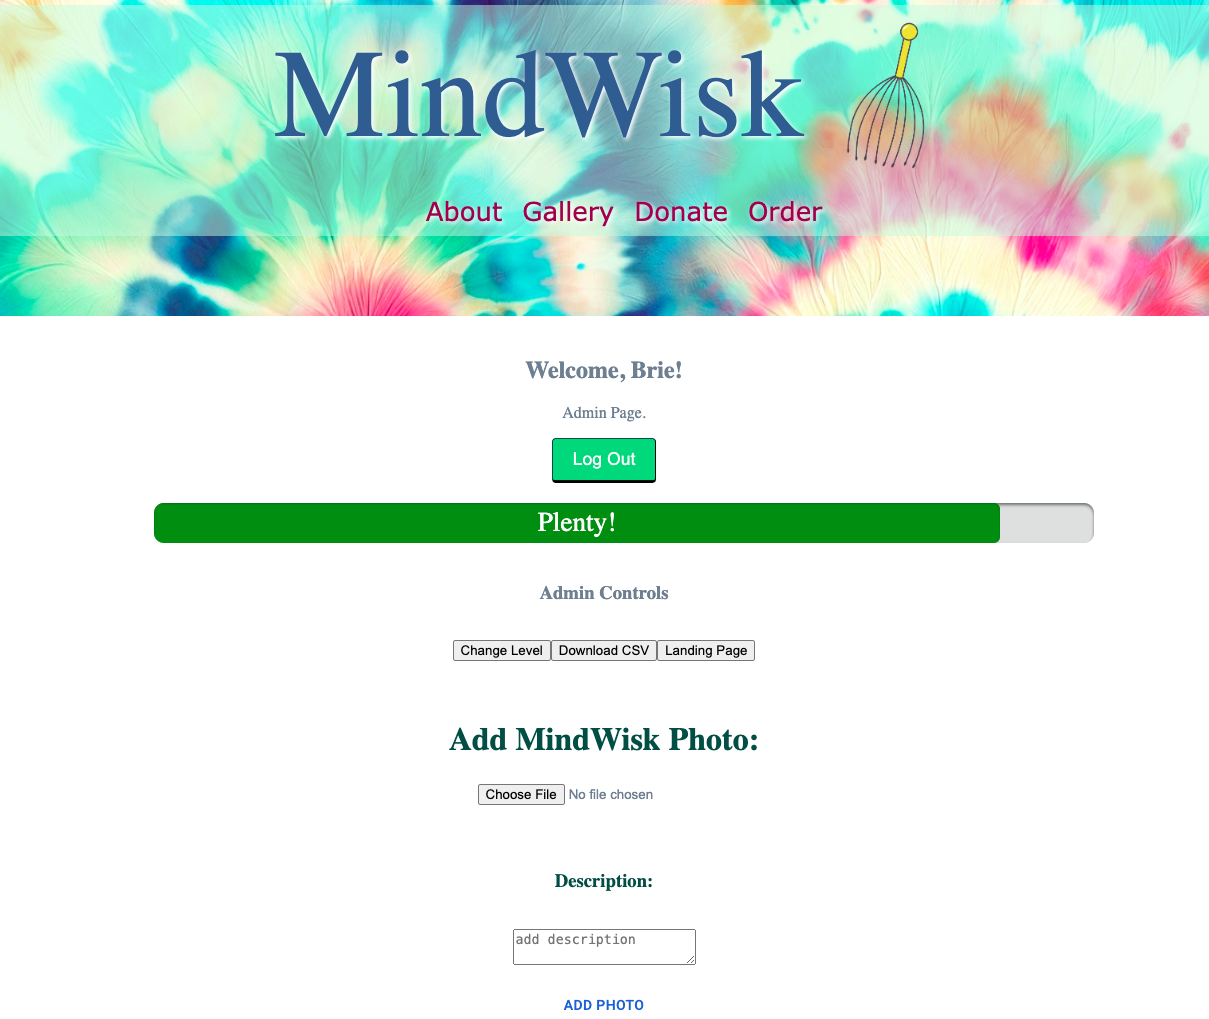 MindWisk
About Gallery Donate Order
Welcome, Brie!
Admin Page.
Log Out
Plenty!
Admin Controls
Change Level Download CSV Landing Page
Add MindWisk Photo:
Choose File No file chosen
Description:
add description
ADD PHOTO